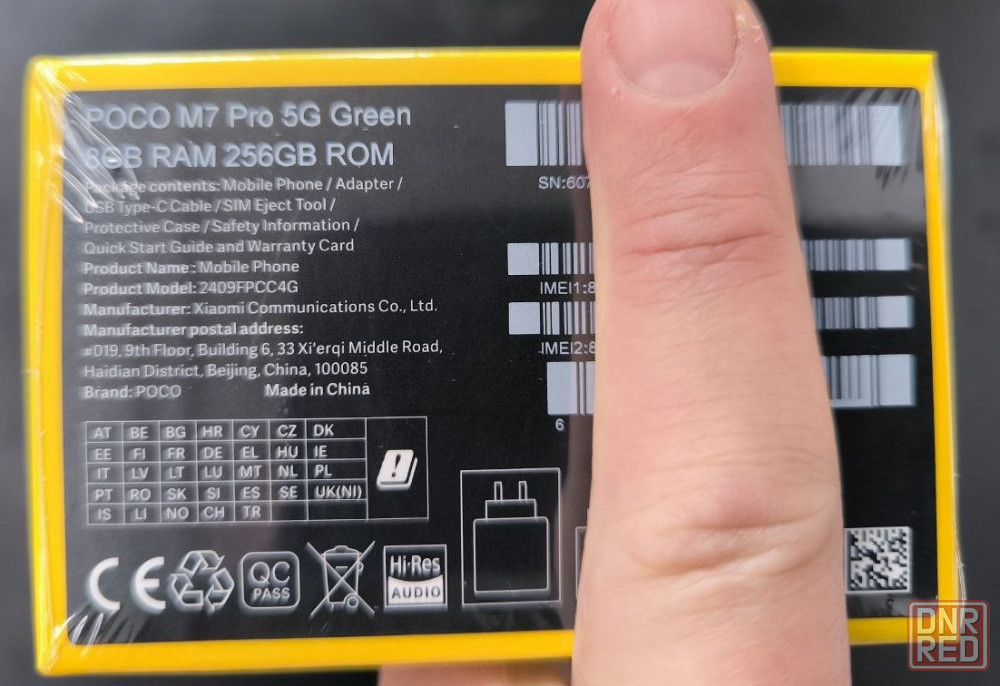 POCO M7 Pro 5G Green
8GB RAM 256GB ROM
Package contents: Mobile Phone / Adapter /
USB Type-C Cable / SIM Eject Tool /
Protective Case / Safety Information /
Quick Start Guide and Warranty Card
Product Name: Mobile Phone
Product Model: 2409FPCC4G
Manufacturer: Xiaomi Communications Co., Ltd.
Manufacturer postal address:
#019, 9th Floor, Building 6, 33 Xi'erqi Middle Road,
Haidian District, Beijing, China, 100085
Brand: POCO Made in China
SN:607
IMEI1:8
IMEI2:8
6
AT BE BG HR CY CZ DK
EE FI FR DE EL HU IE
IT LV LT LU MT NL PL
PT RO SK SI ES SE UK(NI)
IS LI NO CH TR
CE
QC
PASS
Hi-Res
AUDIO
DNR
RED